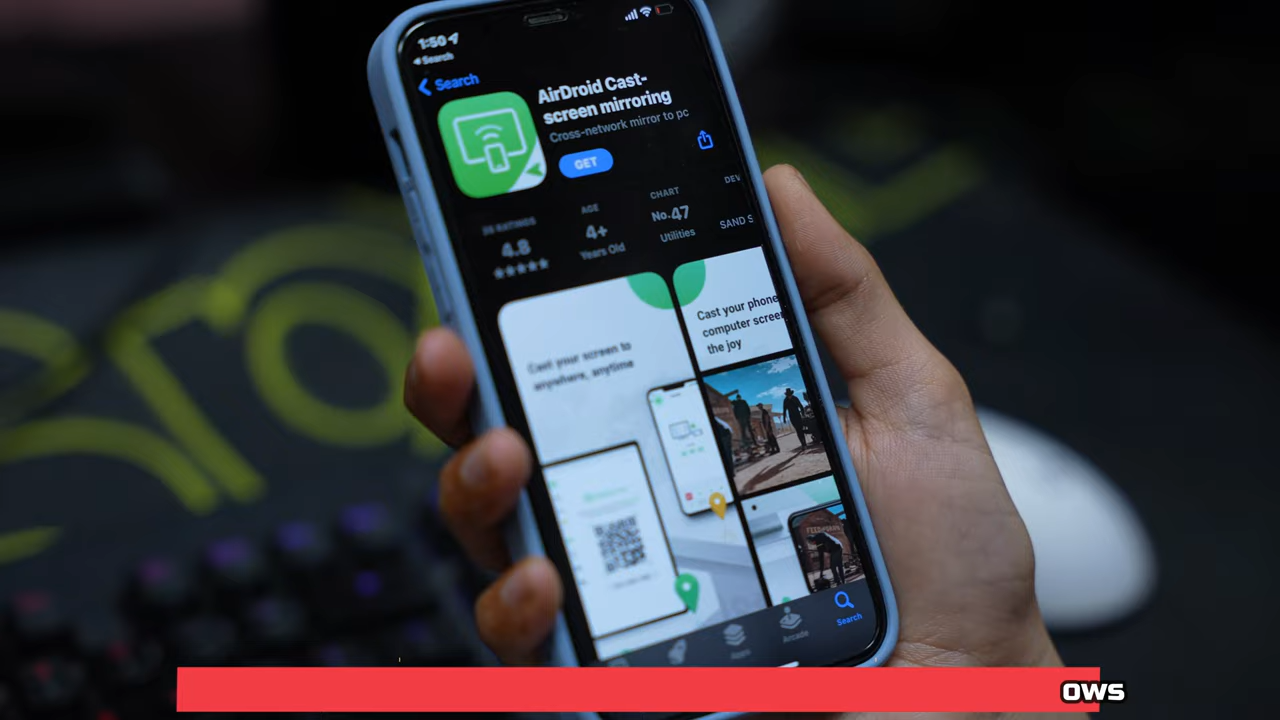 1:50
Search
Search
AirDroid Cast-
screen mirroring
Cross-network mirror to pc
GET
RATINGS
AGE
CHART
DEV
4.8
4+
No.47
Years Old
Utilities
SAND S
Cast your screen to
anywhere, anytime
Cast your phone
computer screen
the joy
Apps
Arcade
Search
ows